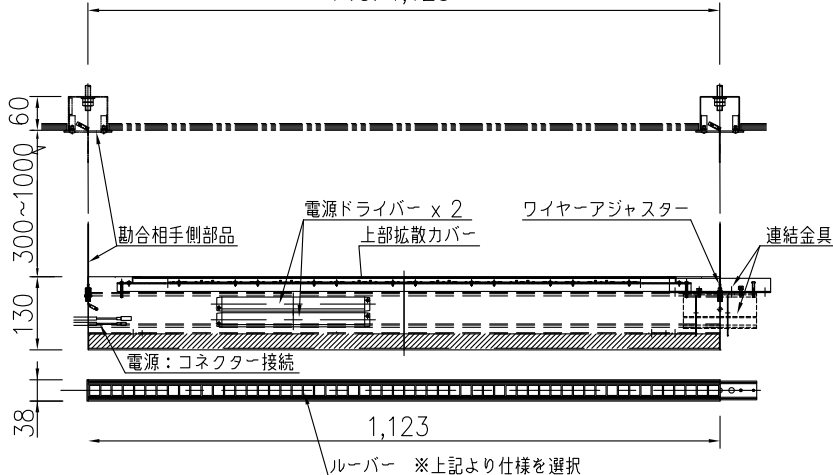 60
300~1000
電源ドライバー x 2
ワイヤーアジャスター
勘合相手側部品
上部拡散カバー
連結金具
130
電源：コネクター接続
38
1,123
ルーバー ※上記より仕様を選択